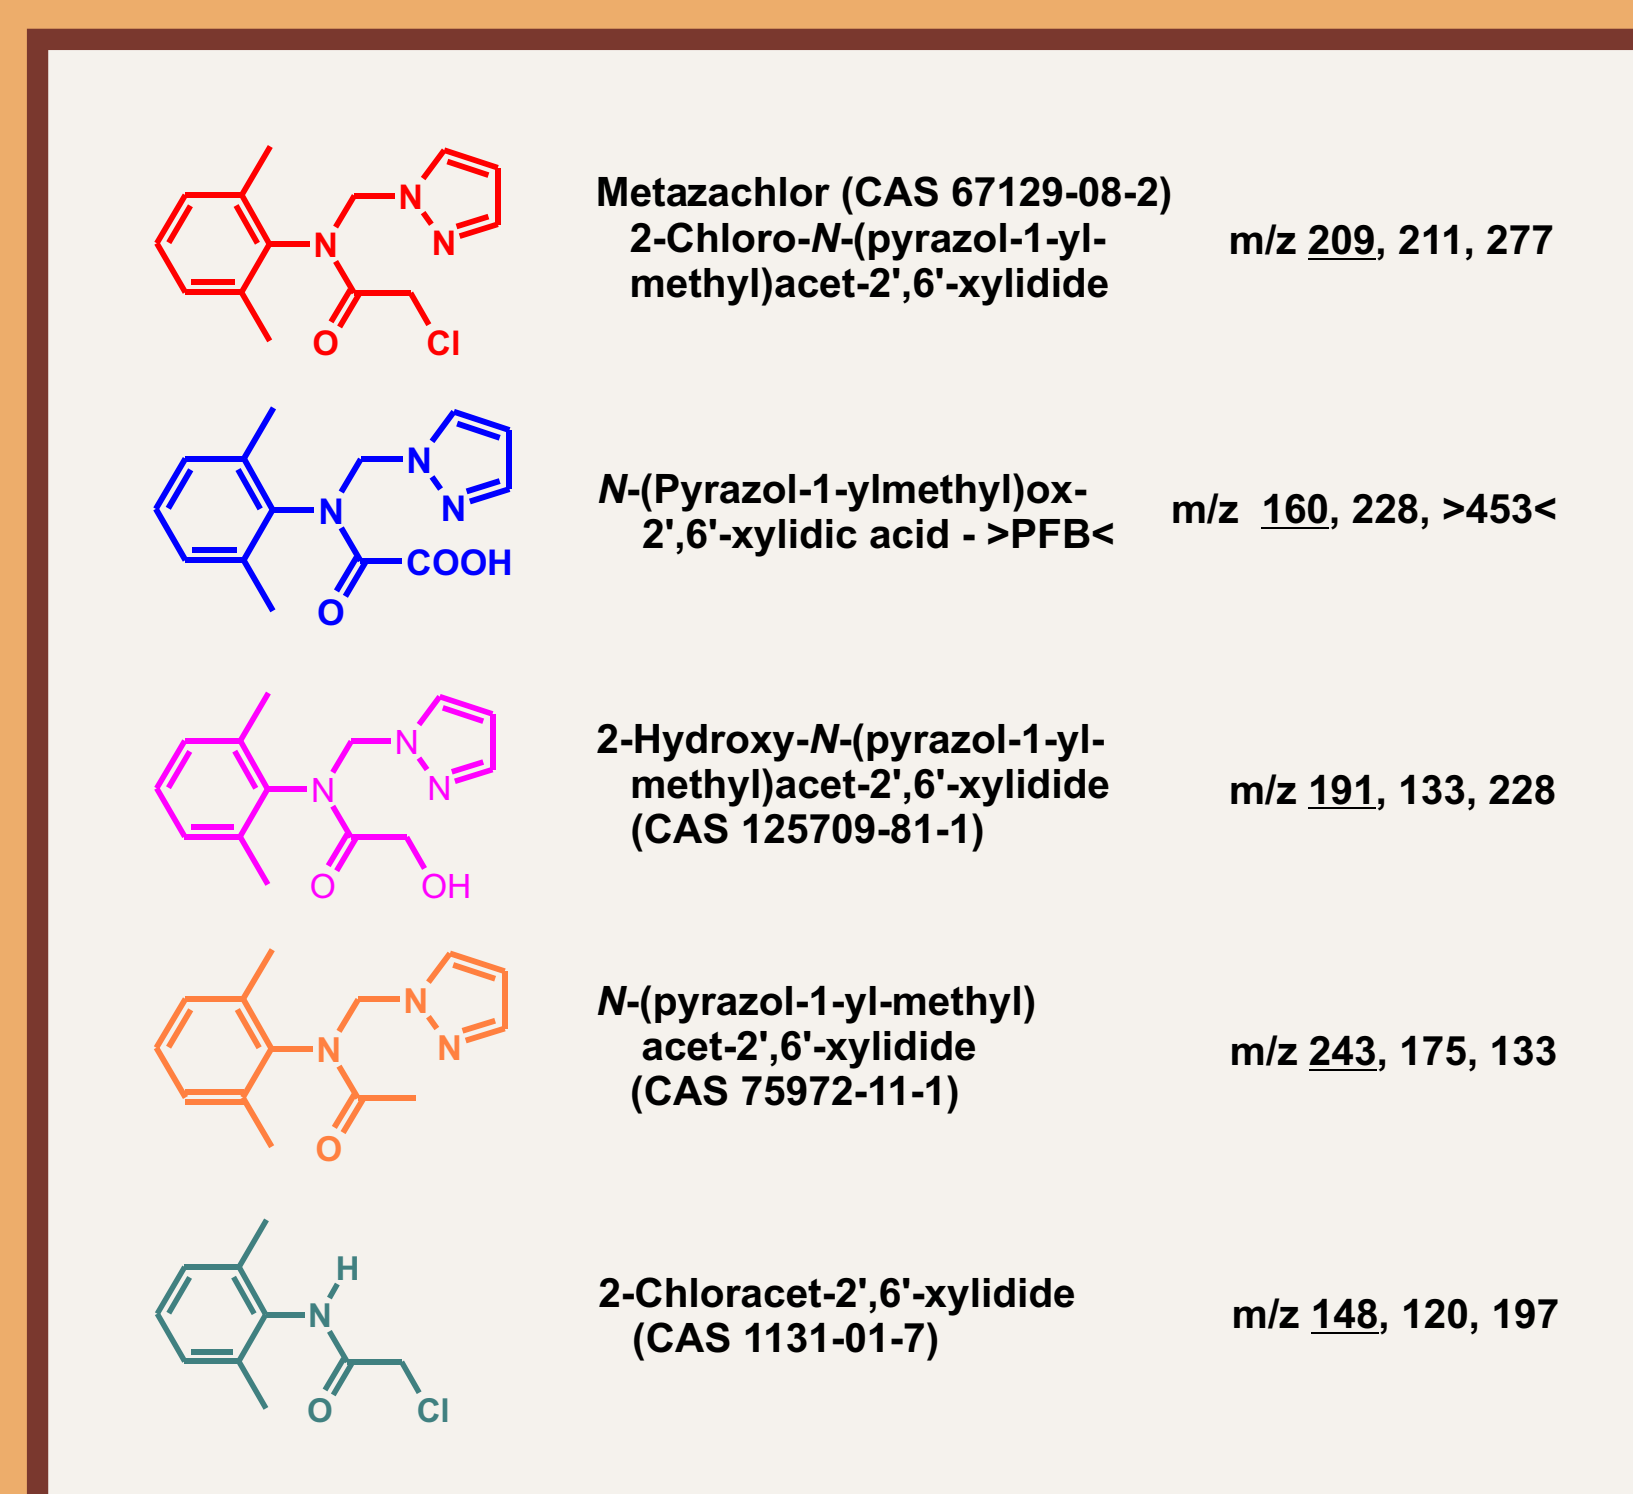 N
N
N
O
Cl
Metazachlor (CAS 67129-08-2)
2-Chloro-N-(pyrazol-1-yl-
methyl)acet-2',6'-xylidide
m/z 209, 211, 277
N
N
N
COOH
O
N-(Pyrazol-1-ylmethyl)ox-
2',6'-xylidic acid - >PFB<
m/z 160, 228, >453<
N
N
N
O
OH
2-Hydroxy-N-(pyrazol-1-yl-
methyl)acet-2',6'-xylidide
(CAS 125709-81-1)
m/z 191, 133, 228
N
N
N
O
N-(pyrazol-1-yl-methyl)
acet-2',6'-xylidide
(CAS 75972-11-1)
m/z 243, 175, 133
H
N
O
Cl
2-Chloracet-2',6'-xylidide
(CAS 1131-01-7)
m/z 148, 120, 197